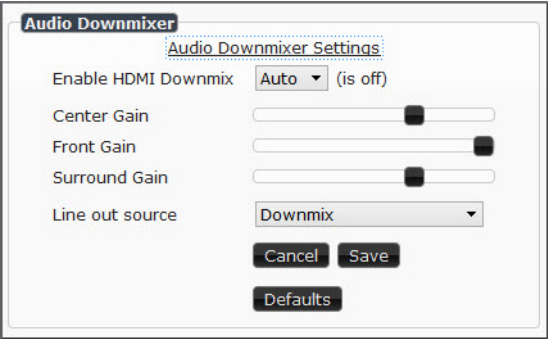 Audio Downmixer
Audio Downmixer Settings
Enable HDMI Downmix Auto (is off)
Center Gain
Front Gain
Surround Gain
Line out source Downmix
Cancel Save
Defaults